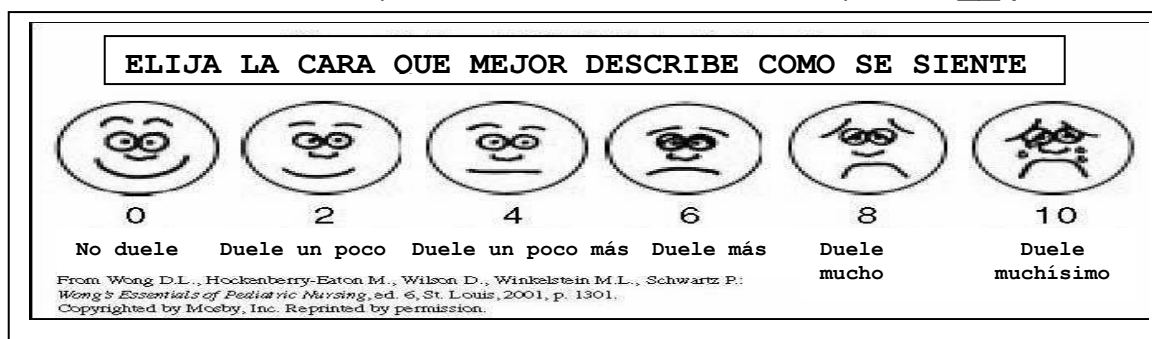 ELIJA LA CARA QUE MEJOR DESCRIBE COMO SE SIENTE
0 2 4 6 8 10
No duele Duele un poco Duele un poco más Duele más Duele mucho Duele muchísimo
From Wong D.L., Hockenberry-Eaton M., Wilson D., Winkelstein M.L., Schwartz P.:
Wong's Essentials of Pediatric Nursing, ed. 6, St. Louis, 2001, p. 1301.
Copyrighted by Mosby, Inc. Reprinted by permission.